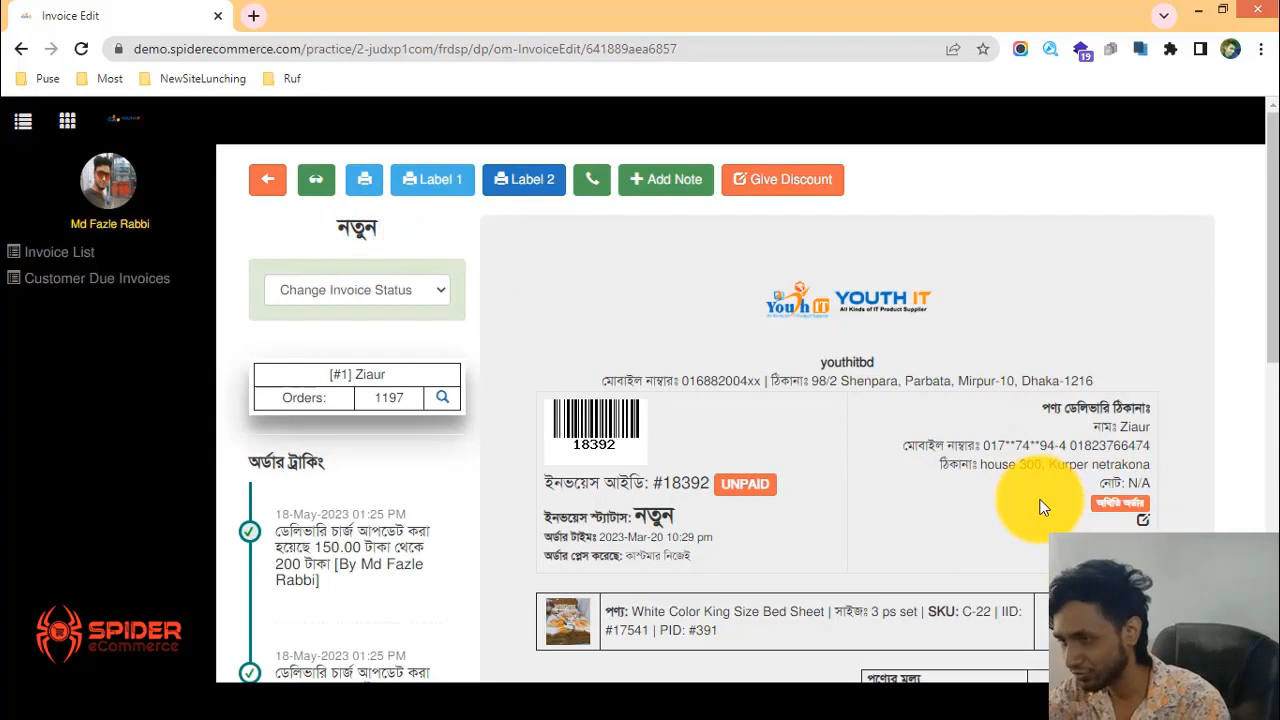 Invoice Edit
demo.spiderecommerce.com/practice/2-judxp1com/frdsp/dp/om-InvoiceEdit/641889aea6857
19
Puse
Most
NewSiteLunching
Ruf
Md Fazle Rabbi
Invoice List
Customer Due Invoices
SPIDER
eCommerce
Label 1
Label 2
Add Note
Give Discount
নতুন
Change Invoice Status
[#1] Ziaur
Orders: 1197
অর্ডার ট্রাকিং
18-May-2023 01:25 PM
ডেলিভারি চার্জ আপডেট করা
হয়েছে 150.00 টাকা থেকে
200 টাকা [By Md Fazle
Rabbi]
18-May-2023 01:25 PM
ডেলিভারি চার্জ আপডেট করা
Youth IT YOUTH IT
All Kinds of IT Product Supplier
youthitbd
মোবাইল নাম্বারঃ 016882004xx | ঠিকানাঃ 98/2 Shenpara, Parbata, Mirpur-10, Dhaka-1216
18392
ইনভয়েস আইডি: #18392 UNPAID
ইনভয়েস স্ট্যাটাস: নতুন
অর্ডার টাইমঃ 2023-Mar-20 10:29 pm
অর্ডার প্লেস করেছে: কাস্টমার নিজেই
পণ্য ডেলিভারি ঠিকানাঃ
নামঃ Ziaur
মোবাইল নাম্বারঃ 017**74**94-4 01823766474
ঠিকানাঃ house 300, Kurper netrakona
নোট: N/A
অর্ডার
পণ্য: White Color King Size Bed Sheet | সাইজঃ 3 ps set | SKU: C-22 | IID:
#17541 | PID: #391
পণ্যের মূল্য